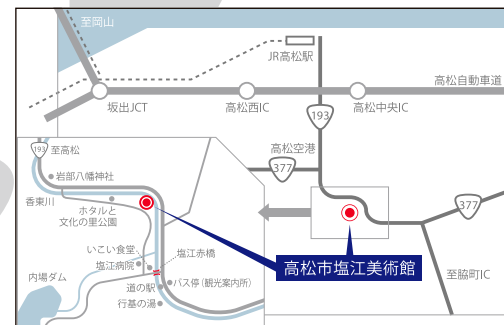 至岡山
JR高松駅
高松自動車道
坂出JCT
高松西IC
高松中央IC
193
高松空港
377
377
高松市塩江美術館
至脇町IC
193
至高松
岩部八幡神社
香東川
ホタルと
文化の里公園
いこい食堂
塩江病院
塩江赤橋
内場ダム
道の駅
バス停(観光案内所)
行基の湯